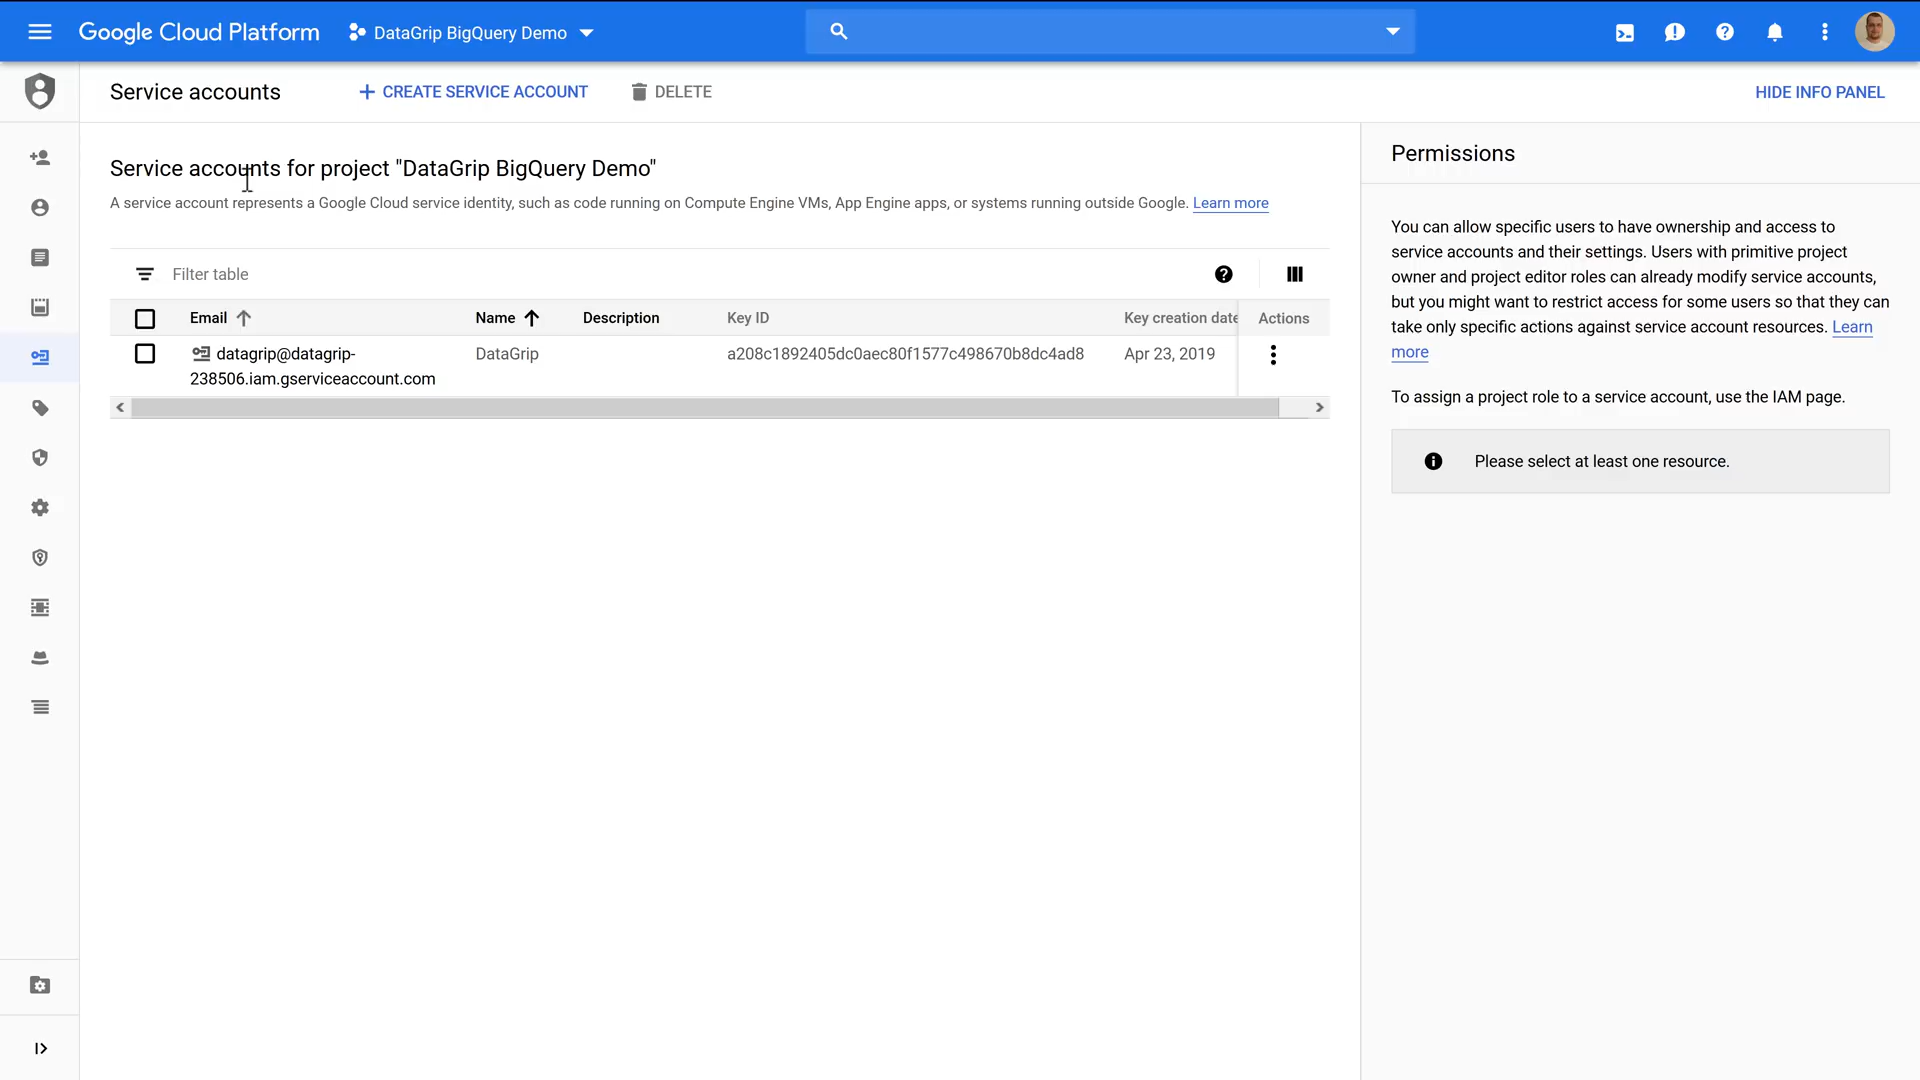 Google Cloud Platform
DataGrip BigQuery Demo
Service accounts
CREATE SERVICE ACCOUNT
DELETE
HIDE INFO PANEL
Service accounts for project "DataGrip BigQuery Demo"
A service account represents a Google Cloud service identity, such as code running on Compute Engine VMs, App Engine apps, or systems running outside Google. Learn more
Filter table
Email
Name
Description
Key ID
Key creation date
Actions
datagrip@datagrip-
238506.iam.gserviceaccount.com
DataGrip
a208c1892405dc0aec80f1577c498670b8dc4ad8
Apr 23, 2019
Permissions
You can allow specific users to have ownership and access to
service accounts and their settings. Users with primitive project
owner and project editor roles can already modify service accounts,
but you might want to restrict access for some users so that they can
take only specific actions against service account resources. Learn
more
To assign a project role to a service account, use the IAM page.
Please select at least one resource.